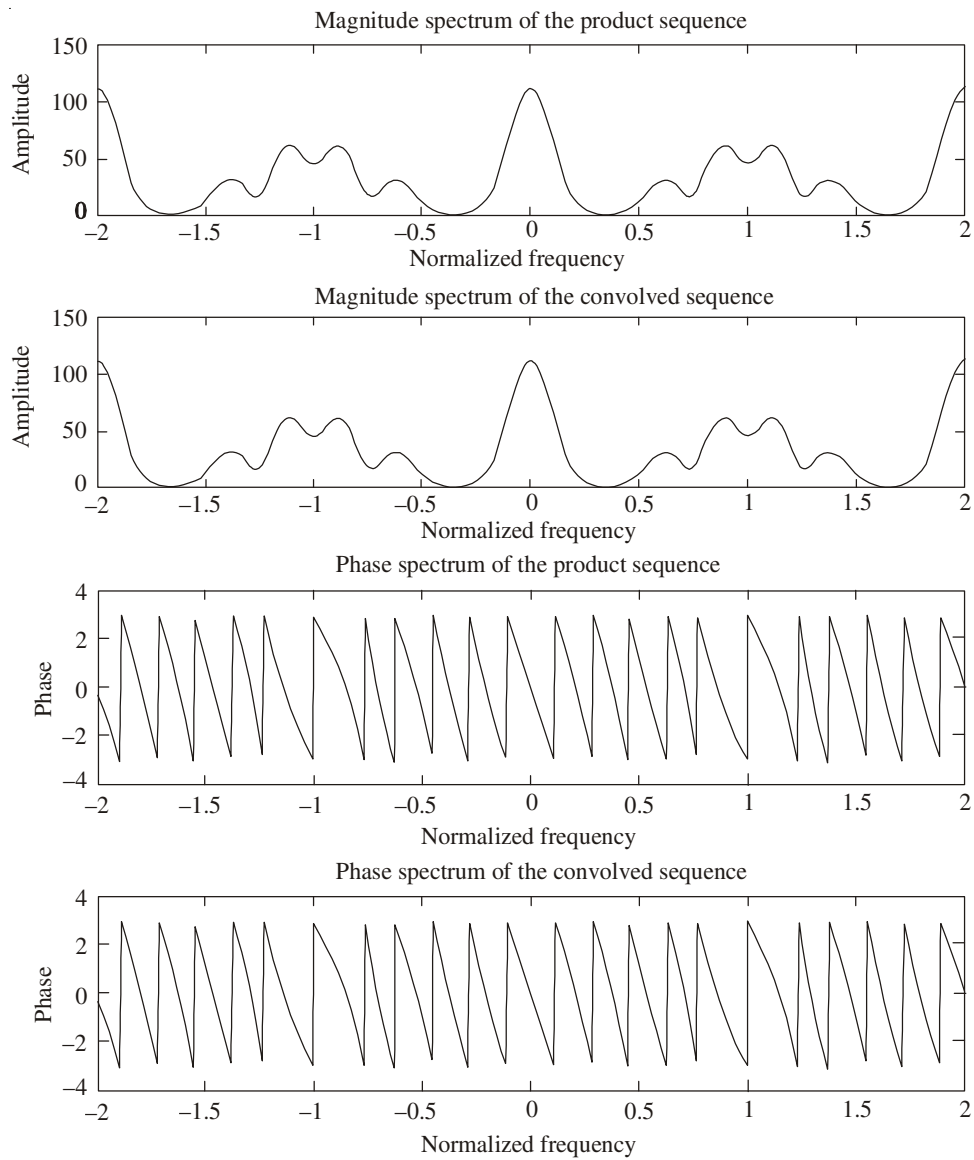 Magnitude spectrum of the product sequence
150
100
50
0
Amplitude
−2 −1.5 −1 −0.5 0 0.5 1 1.5 2
Normalized frequency
Magnitude spectrum of the convolved sequence
150
100
50
0
Amplitude
−2 −1.5 −1 −0.5 0 0.5 1 1.5 2
Normalized frequency
Phase spectrum of the product sequence
4
2
0
−2
−4
Phase
−2 −1.5 −1 −0.5 0 0.5 1 1.5 2
Normalized frequency
Phase spectrum of the convolved sequence
4
2
0
−2
−4
Phase
−2 −1.5 −1 −0.5 0 0.5 1 1.5 2
Normalized frequency